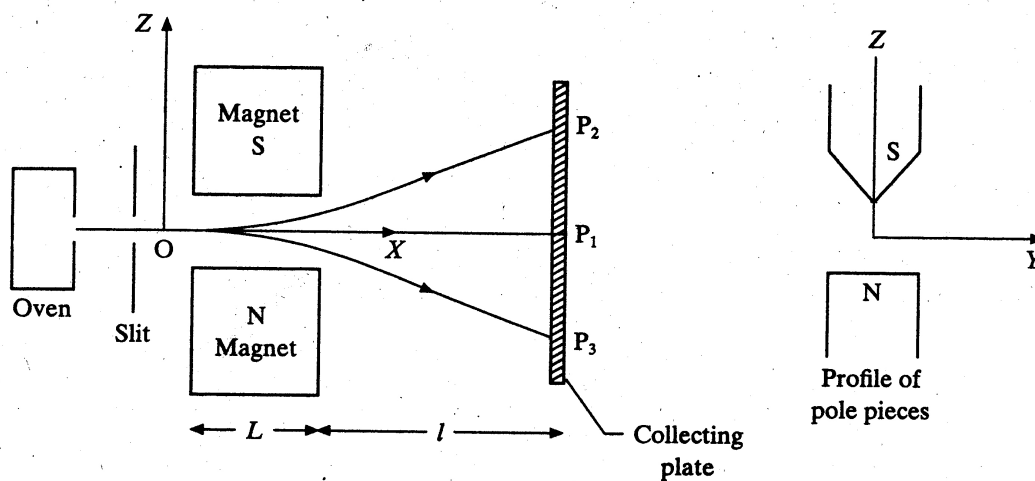 Z
Magnet
S
P₂
Oven
Slit
O
X
P₁
N
Magnet
P₃
L
l
Collecting
plate
Z
S
Y
N
Profile of
pole pieces